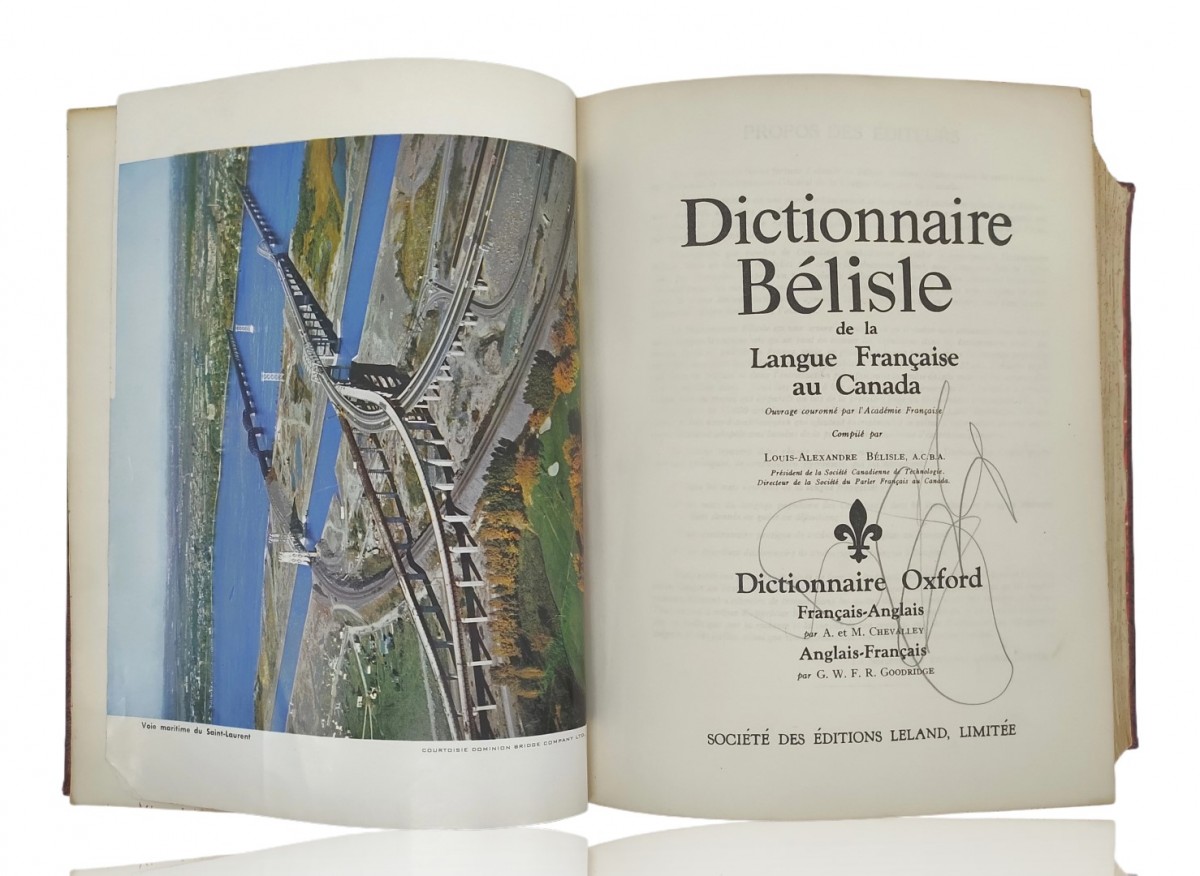 Voie maritime du Saint-Laurent
COURTOISIE DOMINION BRIDGE COMPANY LTD.
PROPOS DES ÉDITEURS
Dictionnaire
Bélisle
de la
Langue Française
au Canada
Ouvrage couronné par l'Académie Française
Compilé par
LOUIS-ALEXANDRE BÉLISLE, A.C.B.A.
Président de la Société Canadienne de Technologie.
Directeur de la Société du Parler Français au Canada.
Dictionnaire Oxford
Français-Anglais
par A. et M. CHEVALLEY
Anglais-Français
par G. W. F. R. GOODRIDGE
SOCIÉTÉ DES ÉDITIONS LELAND, LIMITÉE